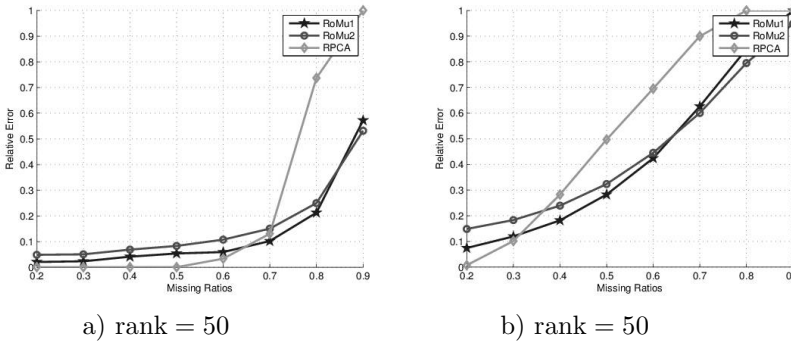 1
0.9
0.8
0.7
0.6
0.5
0.4
0.3
0.2
0.1
0
Relative Error
0.2 0.3 0.4 0.5 0.6 0.7 0.8 0.9
Missing Ratios
RoMu1
RoMu2
RPCA
a) rank = 50
1
0.9
0.8
0.7
0.6
0.5
0.4
0.3
0.2
0.1
0
Relative Error
0.2 0.3 0.4 0.5 0.6 0.7 0.8
Missing Ratios
RoMu1
RoMu2
RPCA
b) rank = 50